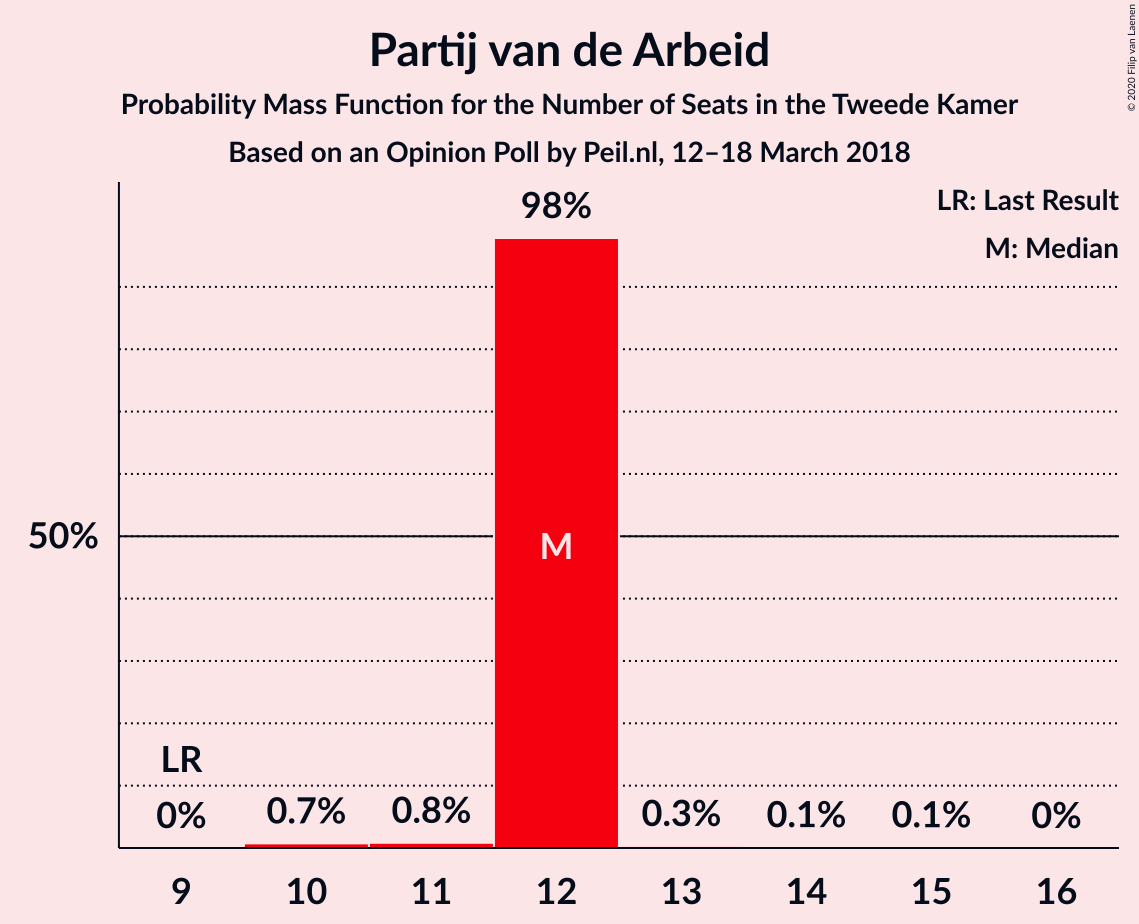 Partij van de Arbeid
Probability Mass Function for the Number of Seats in the Tweede Kamer
Based on an Opinion Poll by Peil.nl, 12–18 March 2018
© 2020 Filip van Laenen
LR: Last Result
M: Median
98%
50%
M
LR
0%
0.7%
0.8%
0.3%
0.1%
0.1%
0%
9
10
11
12
13
14
15
16